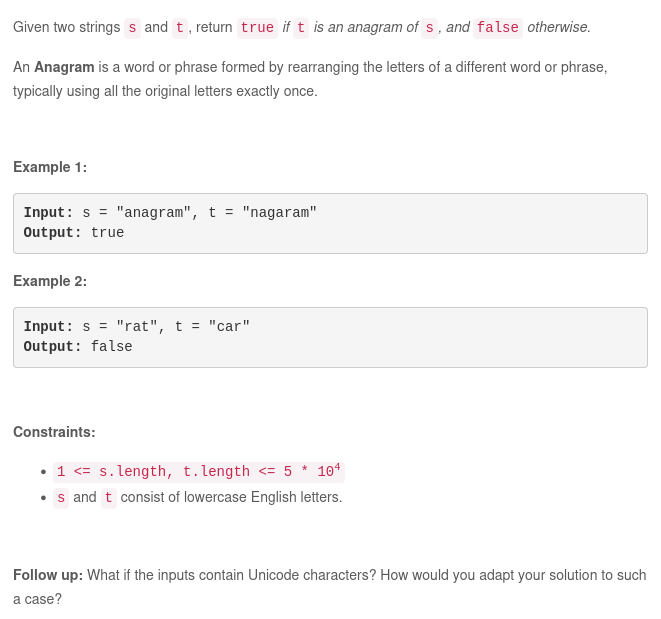 Given two strings s and t, return true if t is an anagram of s, and false otherwise.
An Anagram is a word or phrase formed by rearranging the letters of a different word or phrase,
typically using all the original letters exactly once.
Example 1:
Input: s = "anagram", t = "nagaram"
Output: true
Example 2:
Input: s = "rat", t = "car"
Output: false
Constraints:
• 1 <= s.length, t.length <= 5 * 10⁴
• s and t consist of lowercase English letters.
Follow up: What if the inputs contain Unicode characters? How would you adapt your solution to such
a case?